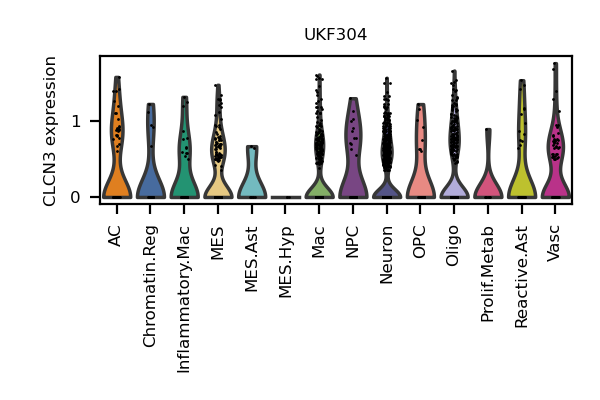 UKF304
CLCN3 expression
1
0
AC
Chromatin.Reg
Inflammatory.Mac
MES
MES.Ast
MES.Hyp
Mac
NPC
Neuron
OPC
Oligo
Prolif.Metab
Reactive.Ast
Vasc